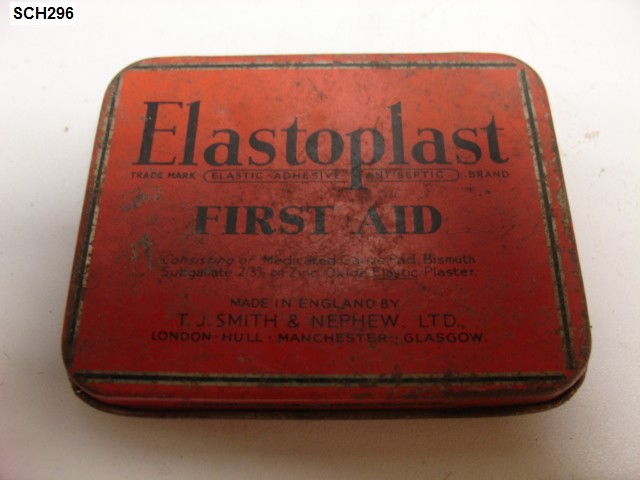 SCH296
Elastoplast
TRADE MARK ELASTIC · ADHESIVE ANTISEPTIC BRAND
FIRST AID
Consisting of Medicated Gauze Pad, Bismuth
Subgallate 2/3% on Zinc Oxide Elastic Plaster.
MADE IN ENGLAND BY
T. J. SMITH & NEPHEW, LTD.,
LONDON · HULL · MANCHESTER · GLASGOW.